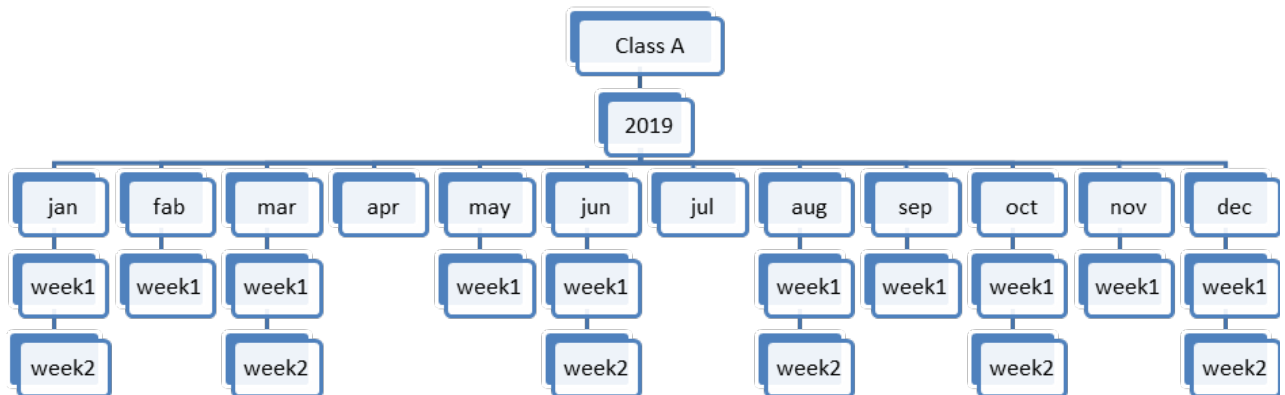 Class A
2019
jan fab mar apr may jun jul aug sep oct nov dec
week1 week1 week1 week1 week1 week1 week1 week1 week1 week1
week2 week2 week2 week2 week2 week2